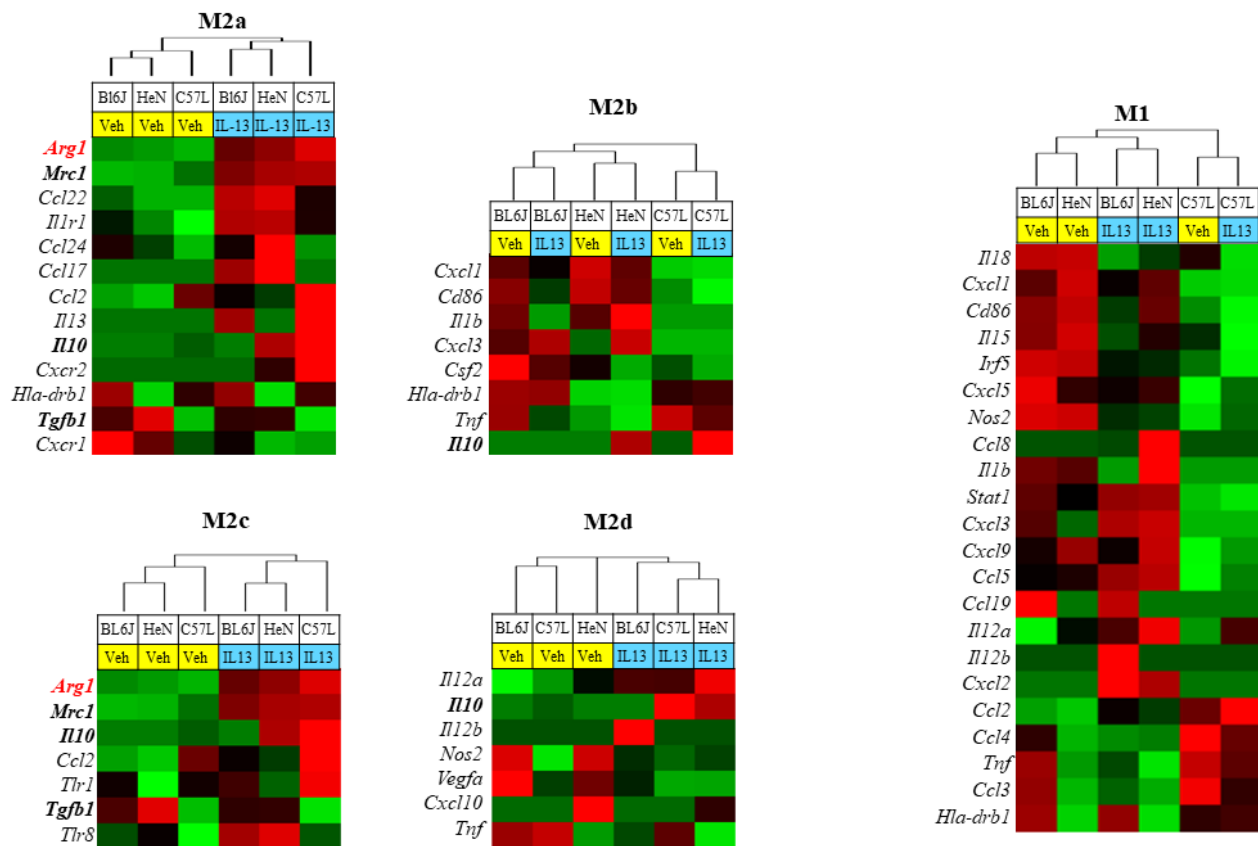 M2a
Bl6J HeN C57L Bl6J HeN C57L
Veh Veh Veh IL-13 IL-13 IL-13
Arg1
Mrc1
Ccl22
Il1r1
Ccl24
Ccl17
Ccl2
Il13
Il10
Cxcr2
Hla-drb1
Tgfb1
Cxcr1
M2b
BL6J BL6J HeN HeN C57L C57L
Veh IL13 Veh IL13 Veh IL13
Cxcl1
Cd86
Il1b
Cxcl3
Csf2
Hla-drb1
Tnf
Il10
M1
BL6J HeN BL6J HeN C57L C57L
Veh Veh IL13 IL13 Veh IL13
Il18
Cxcl1
Cd86
Il15
Irf5
Cxcl5
Nos2
Ccl8
Il1b
Stat1
Cxcl3
Cxcl9
Ccl5
Ccl19
Il12a
Il12b
Cxcl2
Ccl2
Ccl4
Tnf
Ccl3
Hla-drb1
M2c
BL6J HeN C57L BL6J HeN C57L
Veh Veh Veh IL13 IL13 IL13
Arg1
Mrc1
Il10
Ccl2
Tlr1
Tgfb1
Tlr8
M2d
BL6J C57L HeN BL6J C57L HeN
Veh Veh Veh IL13 IL13 IL13
Il12a
Il10
Il12b
Nos2
Vegfa
Cxcl10
Tnf